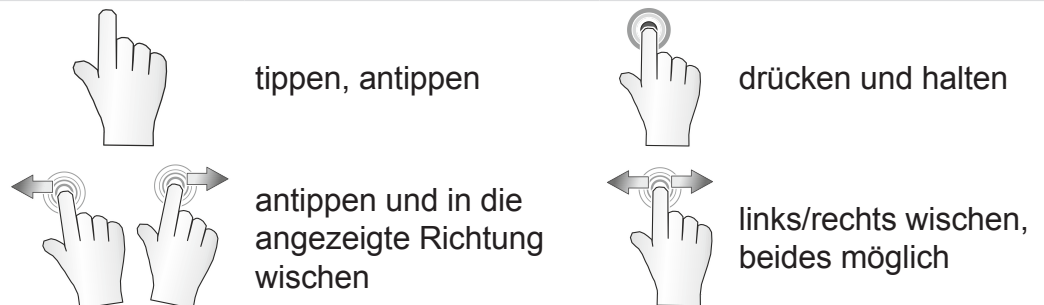 tippen, antippen
drücken und halten
antippen und in die
angezeigte Richtung
wischen
links/rechts wischen,
beides möglich